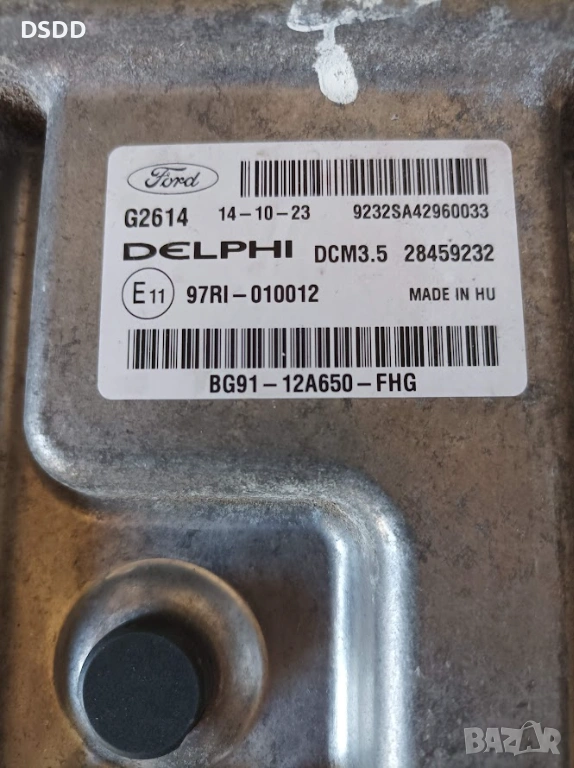 DSDD
Ford
G2614 14-10-23 9232SA42960033
DELPHI DCM3.5 28459232
E11 97RI-010012 MADE IN HU
BG91-12A650-FHG
BAZAR